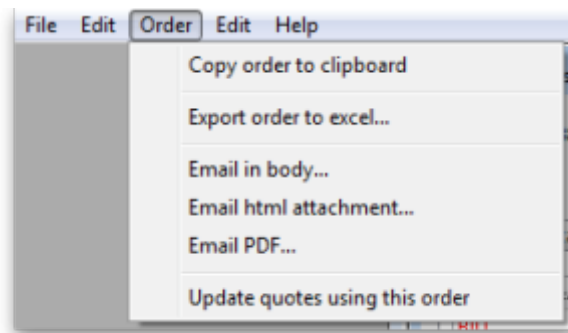 File Edit Order Edit Help
Copy order to clipboard
Export order to excel...
Email in body...
Email html attachment...
Email PDF...
Update quotes using this order